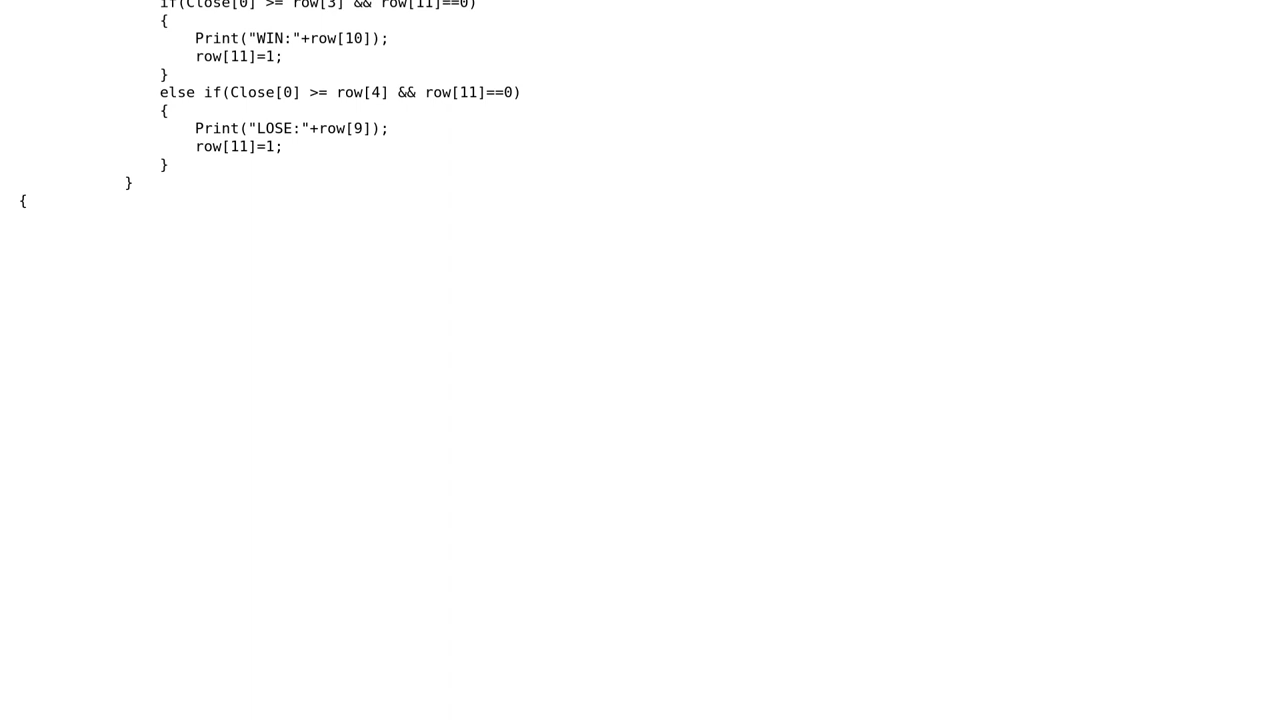 if(Close[0] >= row[3] && row[11]==0)
{
Print("WIN:"+row[10]);
row[11]=1;
}
else if(Close[0] >= row[4] && row[11]==0)
{
Print("LOSE:"+row[9]);
row[11]=1;
}
}
{